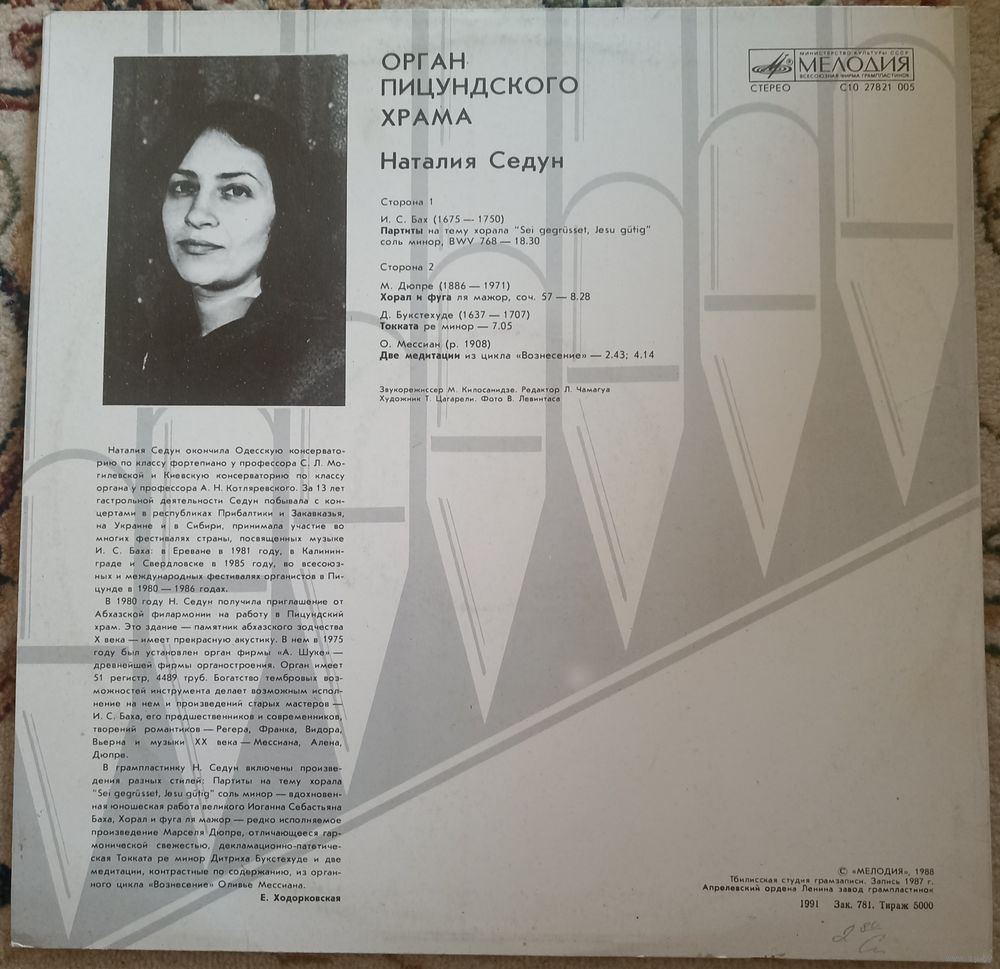 ОРГАН
ПИЦУНДСКОГО
ХРАМА
Наталия Седун
МИНИСТЕРСТВО КУЛЬТУРЫ СССР
МЕЛОДИЯ
ВСЕСОЮЗНАЯ ФИРМА ГРАМПЛАСТИНОК
СТЕРЕО С10 27821 005
Сторона 1
И. С. Бах (1675 — 1750)
Партиты на тему хорала "Sei gegrüsset, Jesu gütig"
соль минор, BWV 768 — 18.30
Сторона 2
М. Дюпре (1886 — 1971)
Хорал и фуга ля мажор, соч. 57 — 8.28
Д. Букстехуде (1637 — 1707)
Токката ре минор — 7.05
О. Мессиан (р. 1908)
Две медитации из цикла «Вознесение» — 2.43; 4.14
Звукорежиссер М. Килосанидзе. Редактор Л. Чамагуа
Художник Т. Цагарели. Фото В. Левинтаса
Наталия Седун окончила Одесскую консервато-
рию по классу фортепиано у профессора С. Л. Мо-
гилевской и Киевскую консерваторию по классу
органа у профессора А. Н. Котляревского. За 13 лет
гастрольной деятельности Седун побывала с кон-
цертами в республиках Прибалтики и Закавказья,
на Украине и в Сибири, принимала участие во
многих фестивалях страны, посвященных музыке
И. С. Баха: в Ереване в 1981 году, в Калинин-
граде и Свердловске в 1985 году, во всесоюз-
ных и международных фестивалях органистов в Пи-
цунде в 1980 — 1986 годах.
В 1980 году Н. Седун получила приглашение от
Абхазской филармонии на работу в Пицундский
храм. Это здание — памятник абхазского зодчества
X века — имеет прекрасную акустику. В нем в 1975
году был установлен орган фирмы «А. Шуке» —
древнейшей фирмы органостроения. Орган имеет
51 регистр, 4489 труб. Богатство тембровых воз-
можностей инструмента делает возможным испол-
нение на нем и произведений старых мастеров —
И. С. Баха, его предшественников и современников,
творений романтиков — Регера, Франка, Видора,
Вьерна и музыки XX века — Мессиана, Алена,
Дюпре.
В грампластинку Н. Седун включены произве-
дения разных стилей: Партиты на тему хорала
"Sei gegrüsset, Jesu gütig" соль минор — вдохновен-
ная юношеская работа великого Иоганна Себастьяна
Баха, Хорал и фуга ля мажор — редко исполняемое
произведение Марселя Дюпре, отличающееся гар-
монической свежестью, декламационно-патетиче-
ская Токката ре минор Дитриха Букстехуде и две
медитации, контрастные по содержанию, из орган-
ного цикла «Вознесение» Оливье Мессиана.
Е. Ходорковская
© «МЕЛОДИЯ», 1988
Тбилисская студия грамзаписи. Запись 1987 г.
Апрелевский ордена Ленина завод грампластинок
1991 Зак. 781. Тираж 5000